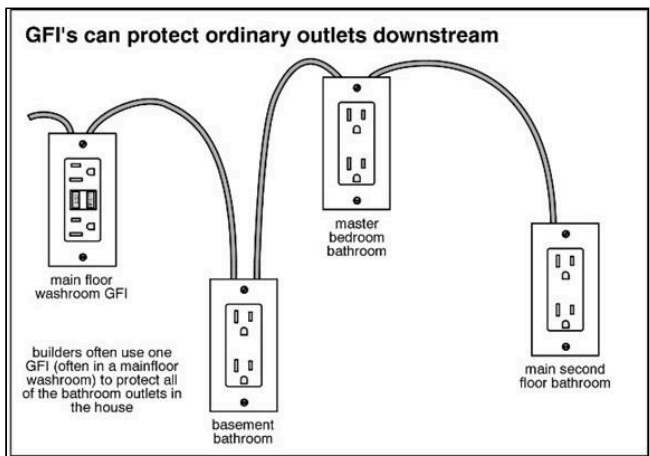 GFI's can protect ordinary outlets downstream
main floor
washroom GFI
master
bedroom
bathroom
builders often use one
GFI (often in a mainfloor
washroom) to protect all
of the bathroom outlets in
the house
basement
bathroom
main second
floor bathroom